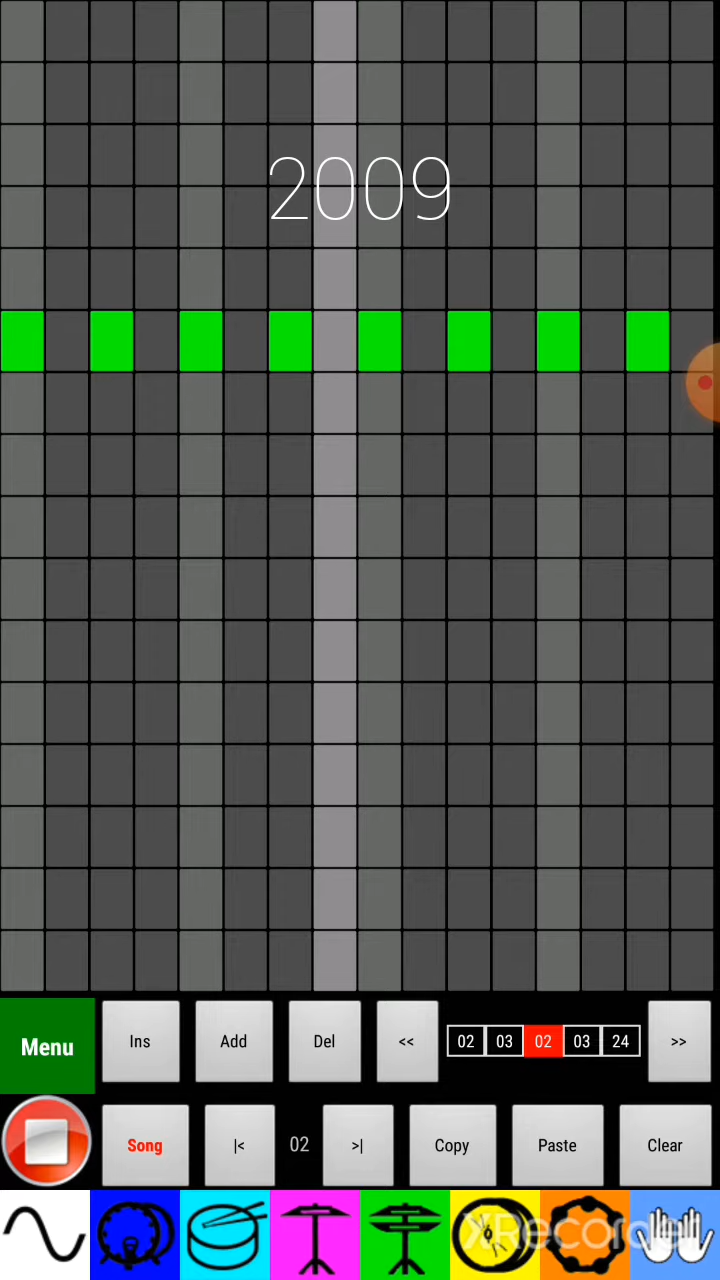 2009
Menu Ins Add Del << 02 03 02 03 24 >>
Song |< 02 >| Copy Paste Clear
XRecorder